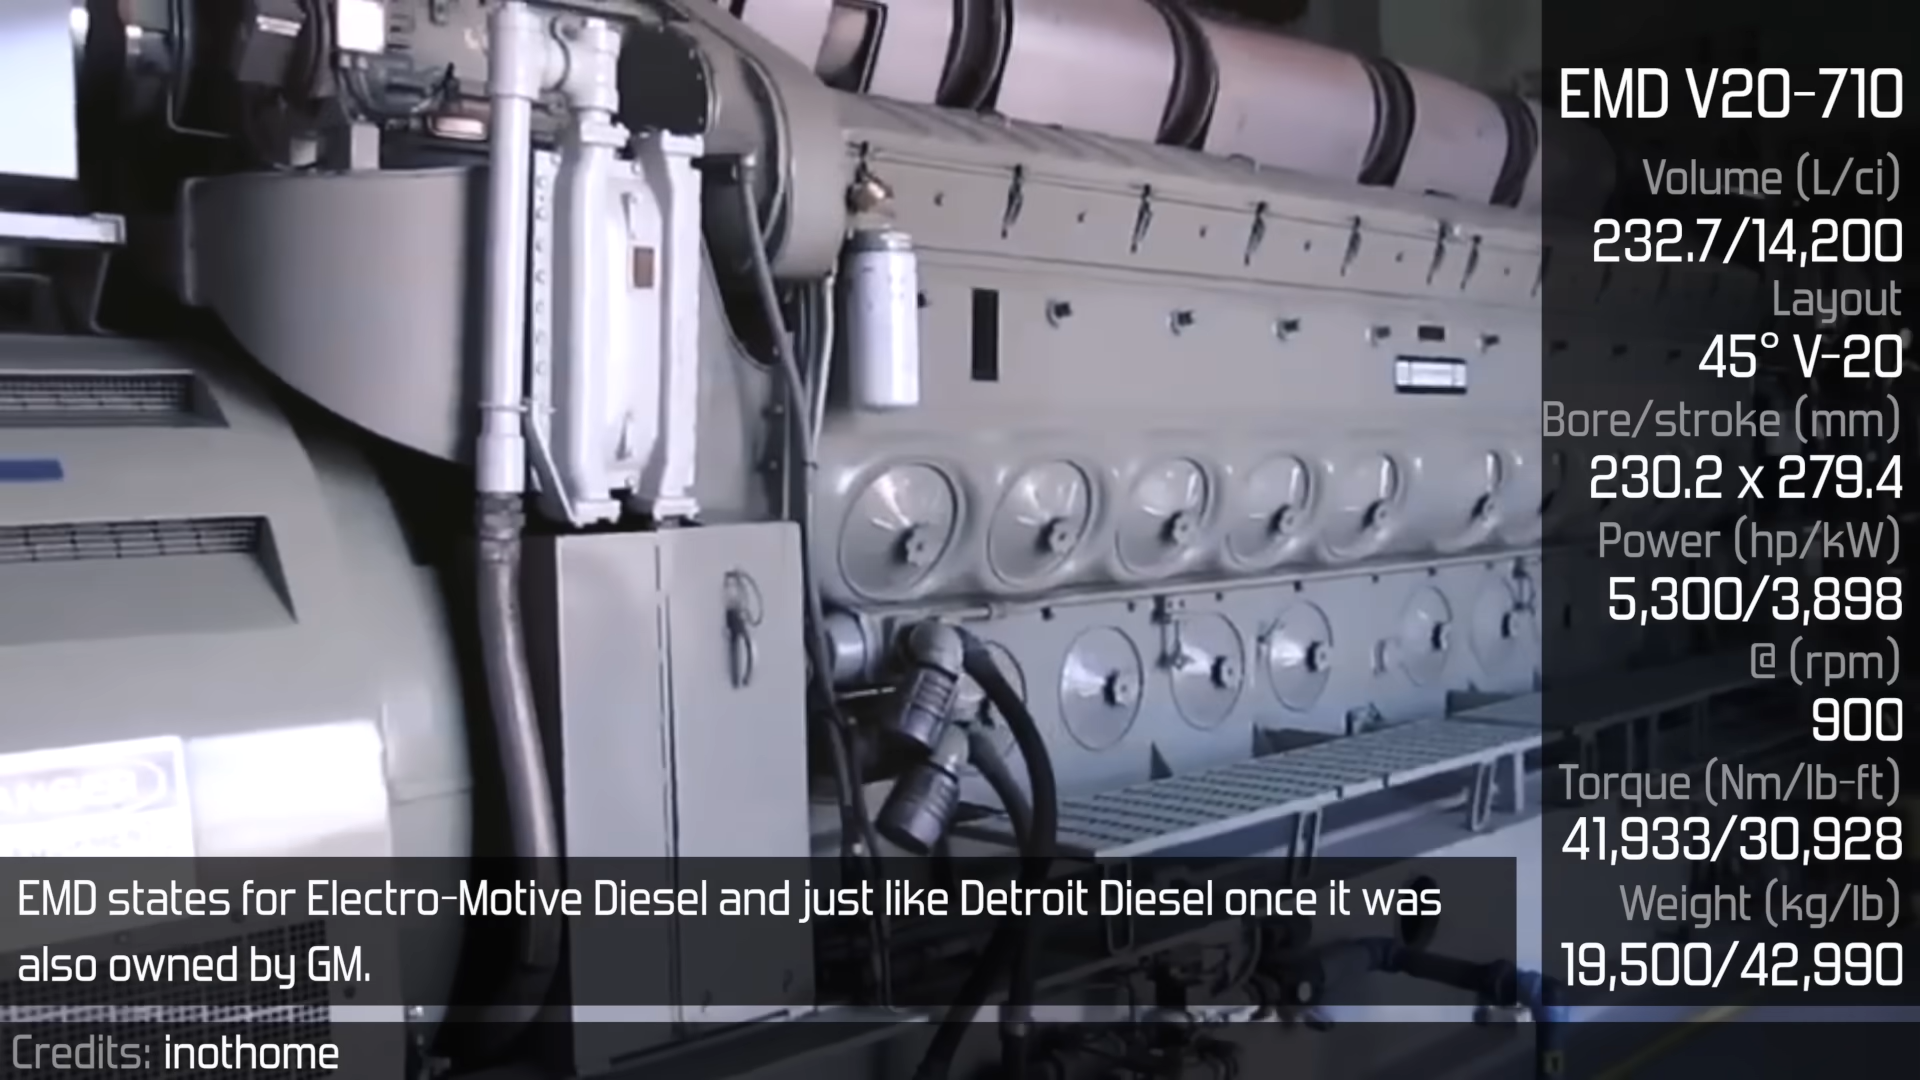 EMD V20-710
Volume (L/ci)
232.7/14,200
Layout
45° V-20
Bore/stroke (mm)
230.2 x 279.4
Power (hp/kW)
5,300/3,898
@ (rpm)
900
Torque (Nm/lb-ft)
41,933/30,928
Weight (kg/lb)
19,500/42,990
EMD states for Electro-Motive Diesel and just like Detroit Diesel once it was
also owned by GM.
Credits: inothome